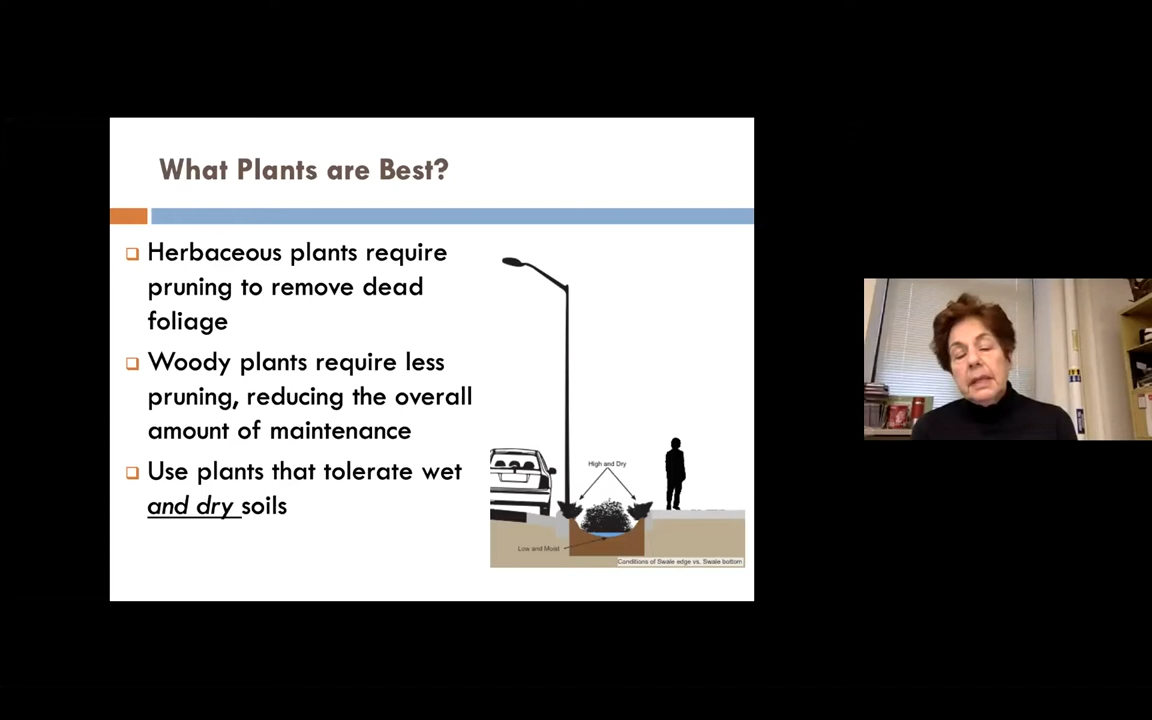 What Plants are Best?
Herbaceous plants require
pruning to remove dead
foliage
Woody plants require less
pruning, reducing the overall
amount of maintenance
Use plants that tolerate wet
and dry soils
High and Dry
Low and Moist
Conditions of Swale edge vs. Swale bottom